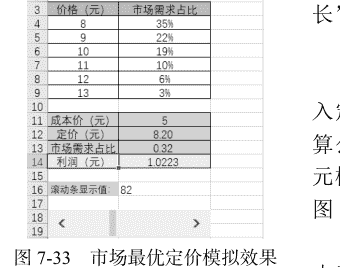 3 价格（元） 市场需求占比
4 8 35%
5 9 22%
6 10 19%
7 11 10%
8 12 6%
9 13 3%
10
11 成本价（元） 5
12 定价（元） 8.20
13 市场需求占比 0.32
14 利润（元） 1.0223
15
16 滚动条显示值： 82
17
18
19
图 7-33 市场最优定价模拟效果
长
入
算
元
图